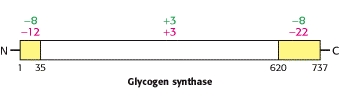 −8 +3 −8
−12 +3 −22
N C
1 35 620 737
Glycogen synthase